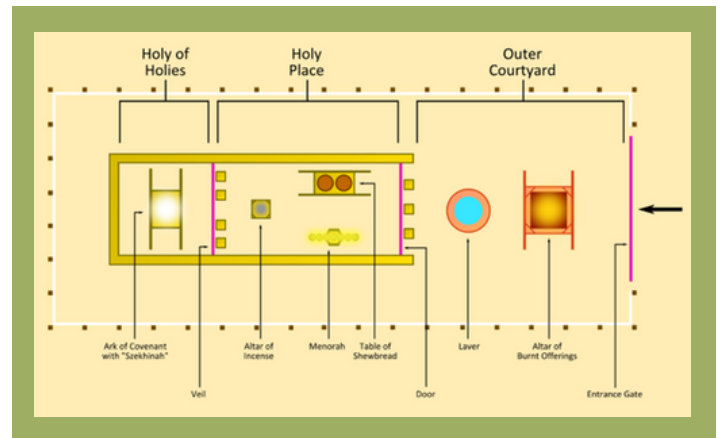 Holy of
Holies
Holy
Place
Outer
Courtyard
Ark of Covenant
with "Szekhinah"
Altar of
Incense
Menorah
Table of
Shewbread
Laver
Altar of
Burnt Offerings
Veil
Door
Entrance Gate